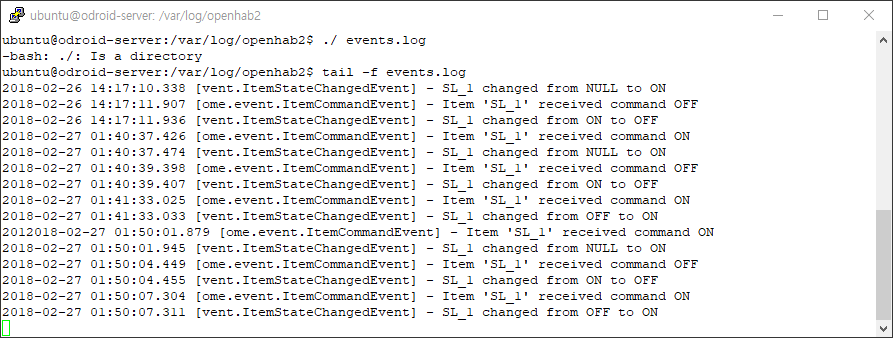 ubuntu@odroid-server: /var/log/openhab2
ubuntu@odroid-server:/var/log/openhab2$ ./ events.log
-bash: ./: Is a directory
ubuntu@odroid-server:/var/log/openhab2$ tail -f events.log
2018-02-26 14:17:10.338 [vent.ItemStateChangedEvent] - SL_1 changed from NULL to ON
2018-02-26 14:17:11.907 [ome.event.ItemCommandEvent] - Item 'SL_1' received command OFF
2018-02-26 14:17:11.936 [vent.ItemStateChangedEvent] - SL_1 changed from ON to OFF
2018-02-27 01:40:37.426 [ome.event.ItemCommandEvent] - Item 'SL_1' received command ON
2018-02-27 01:40:37.474 [vent.ItemStateChangedEvent] - SL_1 changed from NULL to ON
2018-02-27 01:40:39.398 [ome.event.ItemCommandEvent] - Item 'SL_1' received command OFF
2018-02-27 01:40:39.407 [vent.ItemStateChangedEvent] - SL_1 changed from ON to OFF
2018-02-27 01:41:33.025 [ome.event.ItemCommandEvent] - Item 'SL_1' received command ON
2018-02-27 01:41:33.033 [vent.ItemStateChangedEvent] - SL_1 changed from OFF to ON
2012018-02-27 01:50:01.879 [ome.event.ItemCommandEvent] - Item 'SL_1' received command ON
2018-02-27 01:50:01.945 [vent.ItemStateChangedEvent] - SL_1 changed from NULL to ON
2018-02-27 01:50:04.449 [ome.event.ItemCommandEvent] - Item 'SL_1' received command OFF
2018-02-27 01:50:04.455 [vent.ItemStateChangedEvent] - SL_1 changed from ON to OFF
2018-02-27 01:50:07.304 [ome.event.ItemCommandEvent] - Item 'SL_1' received command ON
2018-02-27 01:50:07.311 [vent.ItemStateChangedEvent] - SL_1 changed from OFF to ON